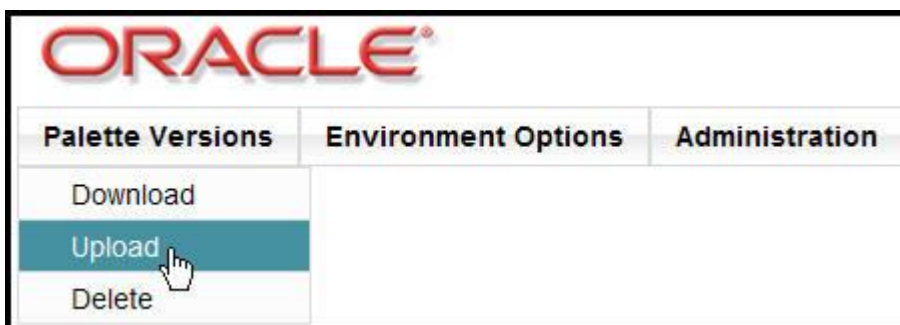 ORACLE®
Palette Versions Environment Options Administration
Download
Upload
Delete